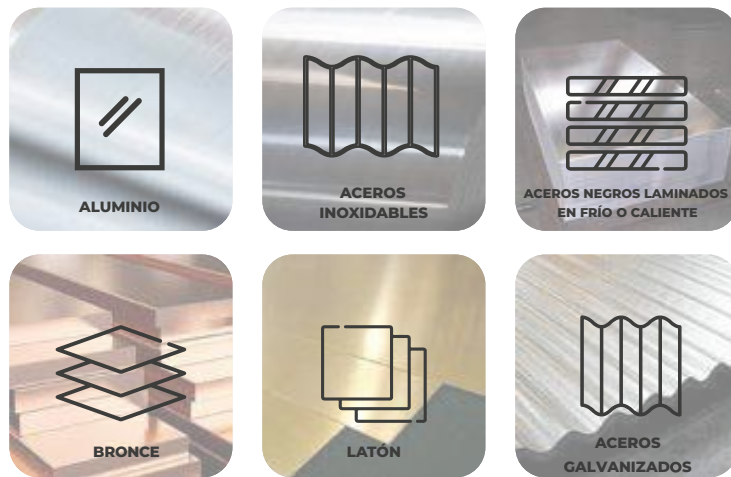 ALUMINIO
ACEROS
INOXIDABLES
ACEROS NEGROS LAMINADOS
EN FRÍO O CALIENTE
BRONCE
LATÓN
ACEROS
GALVANIZADOS